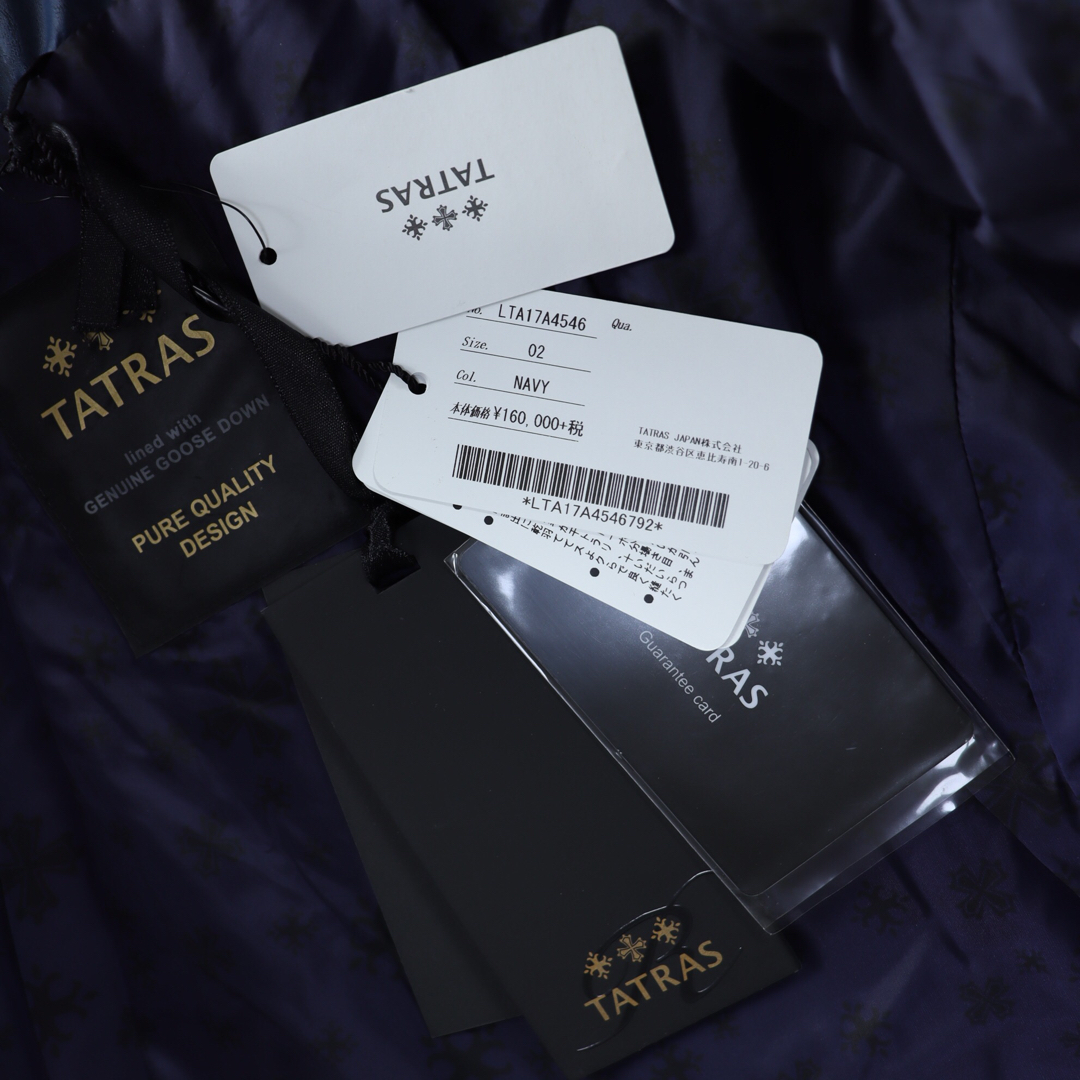 TATRAS
No. LTA17A4546 Qua.
Size. 02
Col. NAVY
本体価格 ¥160,000+税
TATRAS JAPAN株式会社
東京都渋谷区恵比寿南1-20-6
*LTA17A4546792*
TATRAS
lined with
GENUINE GOOSE DOWN
PURE QUALITY
DESIGN
RAS
Guarantee card
TATRAS